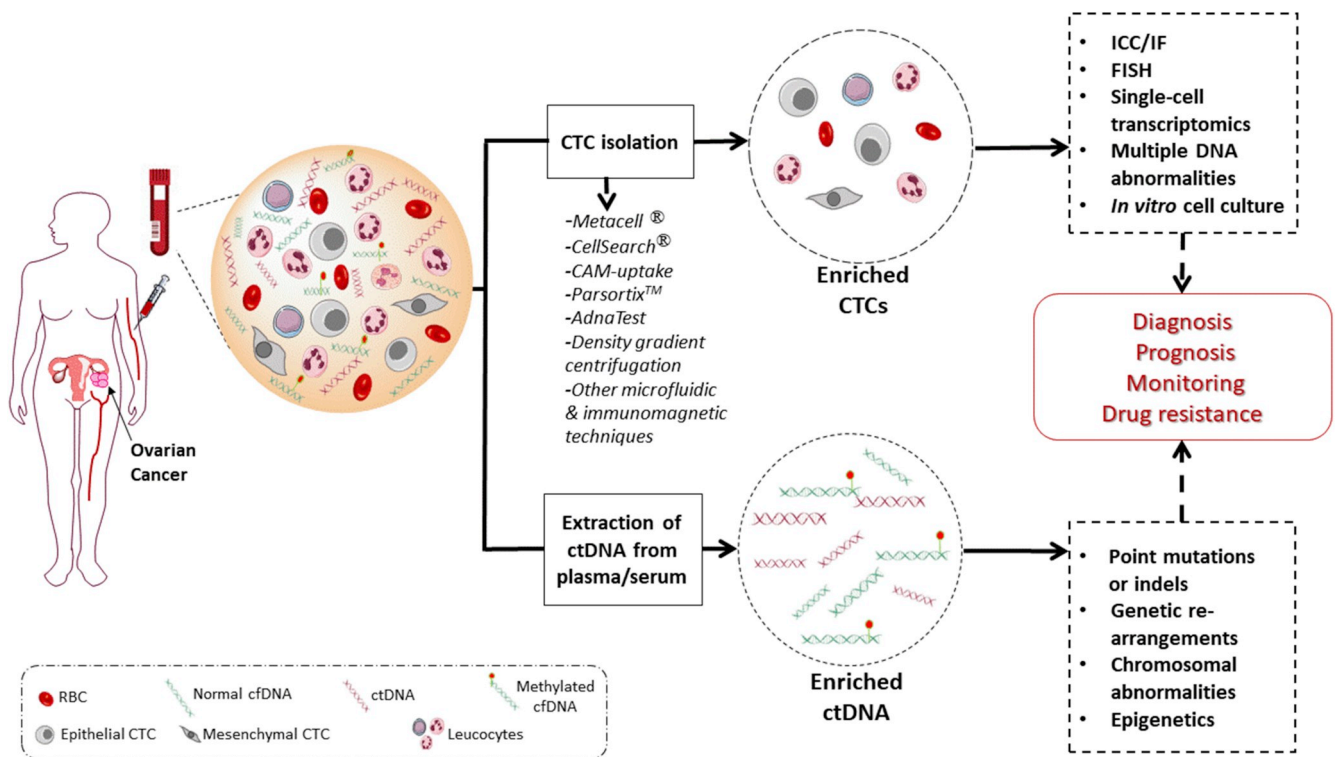 Ovarian
Cancer
CTC isolation
-Metacell ®
-CellSearch®
-CAM-uptake
-Parsortix™
-AdnaTest
-Density gradient
centrifugation
-Other microfluidic
& immunomagnetic
techniques
Enriched
CTCs
• ICC/IF
• FISH
• Single-cell
transcriptomics
• Multiple DNA
abnormalities
• In vitro cell culture
Diagnosis
Prognosis
Monitoring
Drug resistance
Extraction of
ctDNA from
plasma/serum
Enriched
ctDNA
• Point mutations
or indels
• Genetic re-
arrangements
• Chromosomal
abnormalities
• Epigenetics
RBC
Normal cfDNA
ctDNA
Methylated
cfDNA
Epithelial CTC
Mesenchymal CTC
Leucocytes